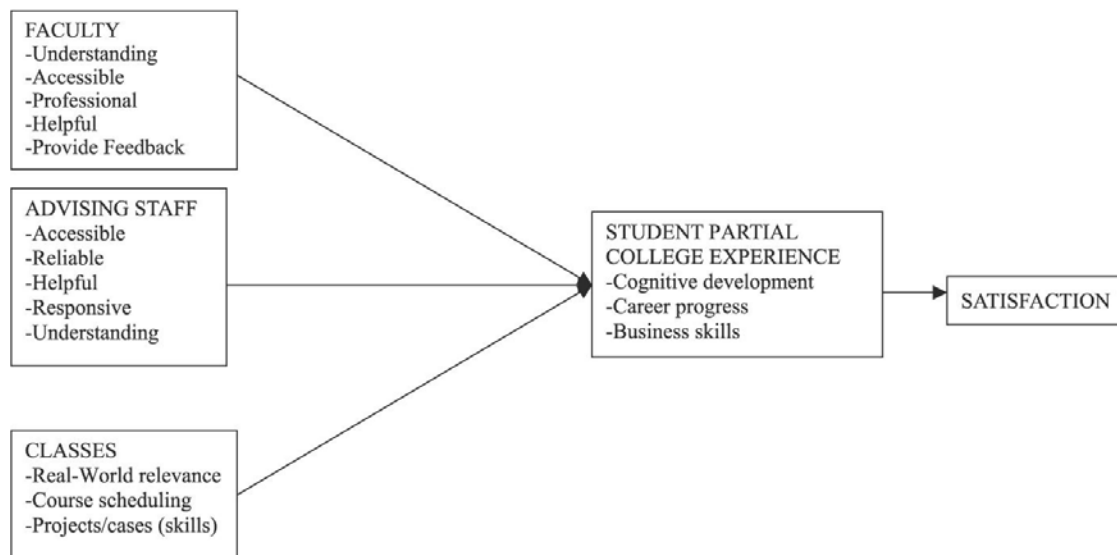 FACULTY
-Understanding
-Accessible
-Professional
-Helpful
-Provide Feedback
ADVISING STAFF
-Accessible
-Reliable
-Helpful
-Responsive
-Understanding
CLASSES
-Real-World relevance
-Course scheduling
-Projects/cases (skills)
STUDENT PARTIAL
COLLEGE EXPERIENCE
-Cognitive development
-Career progress
-Business skills
SATISFACTION